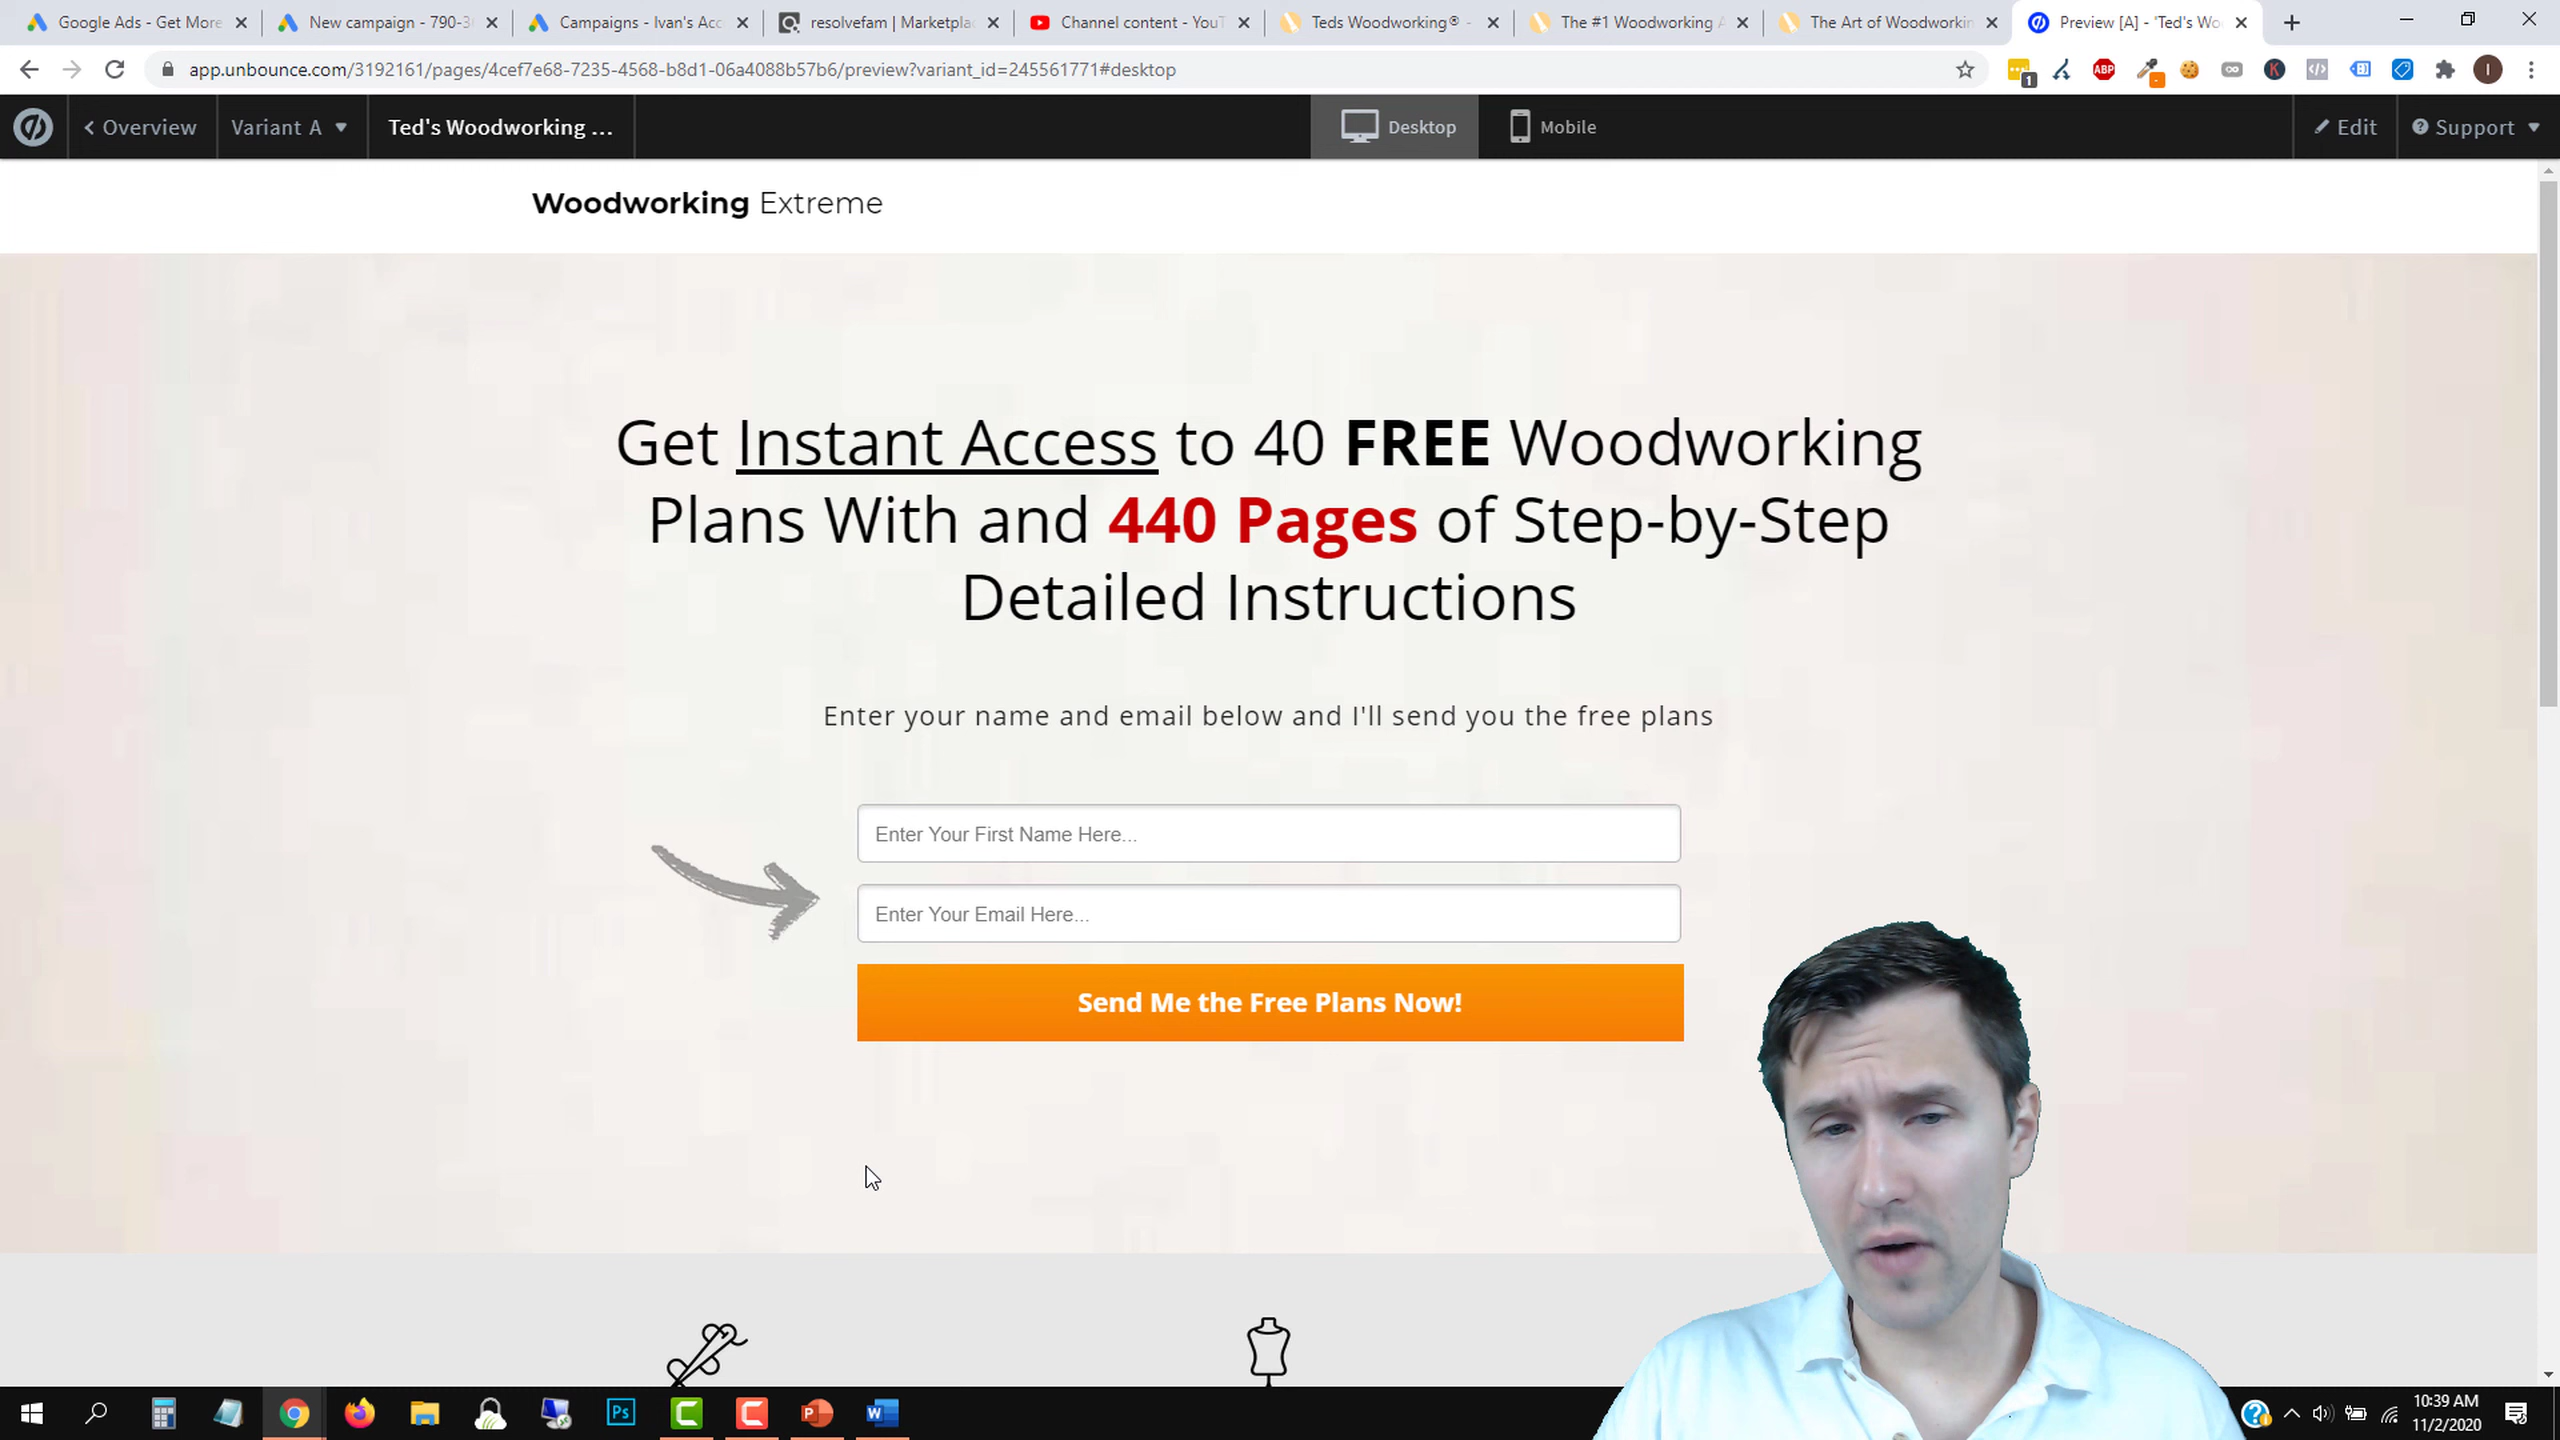 Google Ads - Get More
New campaign - 790-3
Campaigns - Ivan's Acc
resolvefam | Marketpla
Channel content - YouT
Teds Woodworking® -
The #1 Woodworking A
The Art of Woodworkin
Preview [A] - 'Ted's Wo
app.unbounce.com/3192161/pages/4cef7e68-7235-4568-b8d1-06a4088b57b6/preview?variant_id=245561771#desktop
1
ABP
K
I
Overview
Variant A
Ted's Woodworking ...
Desktop
Mobile
Edit
Support
Woodworking Extreme
Get Instant Access to 40 FREE Woodworking
Plans With and 440 Pages of Step-by-Step
Detailed Instructions
Enter your name and email below and I'll send you the free plans
Enter Your First Name Here...
Enter Your Email Here...
Send Me the Free Plans Now!
Ps
10:39 AM
11/2/2020